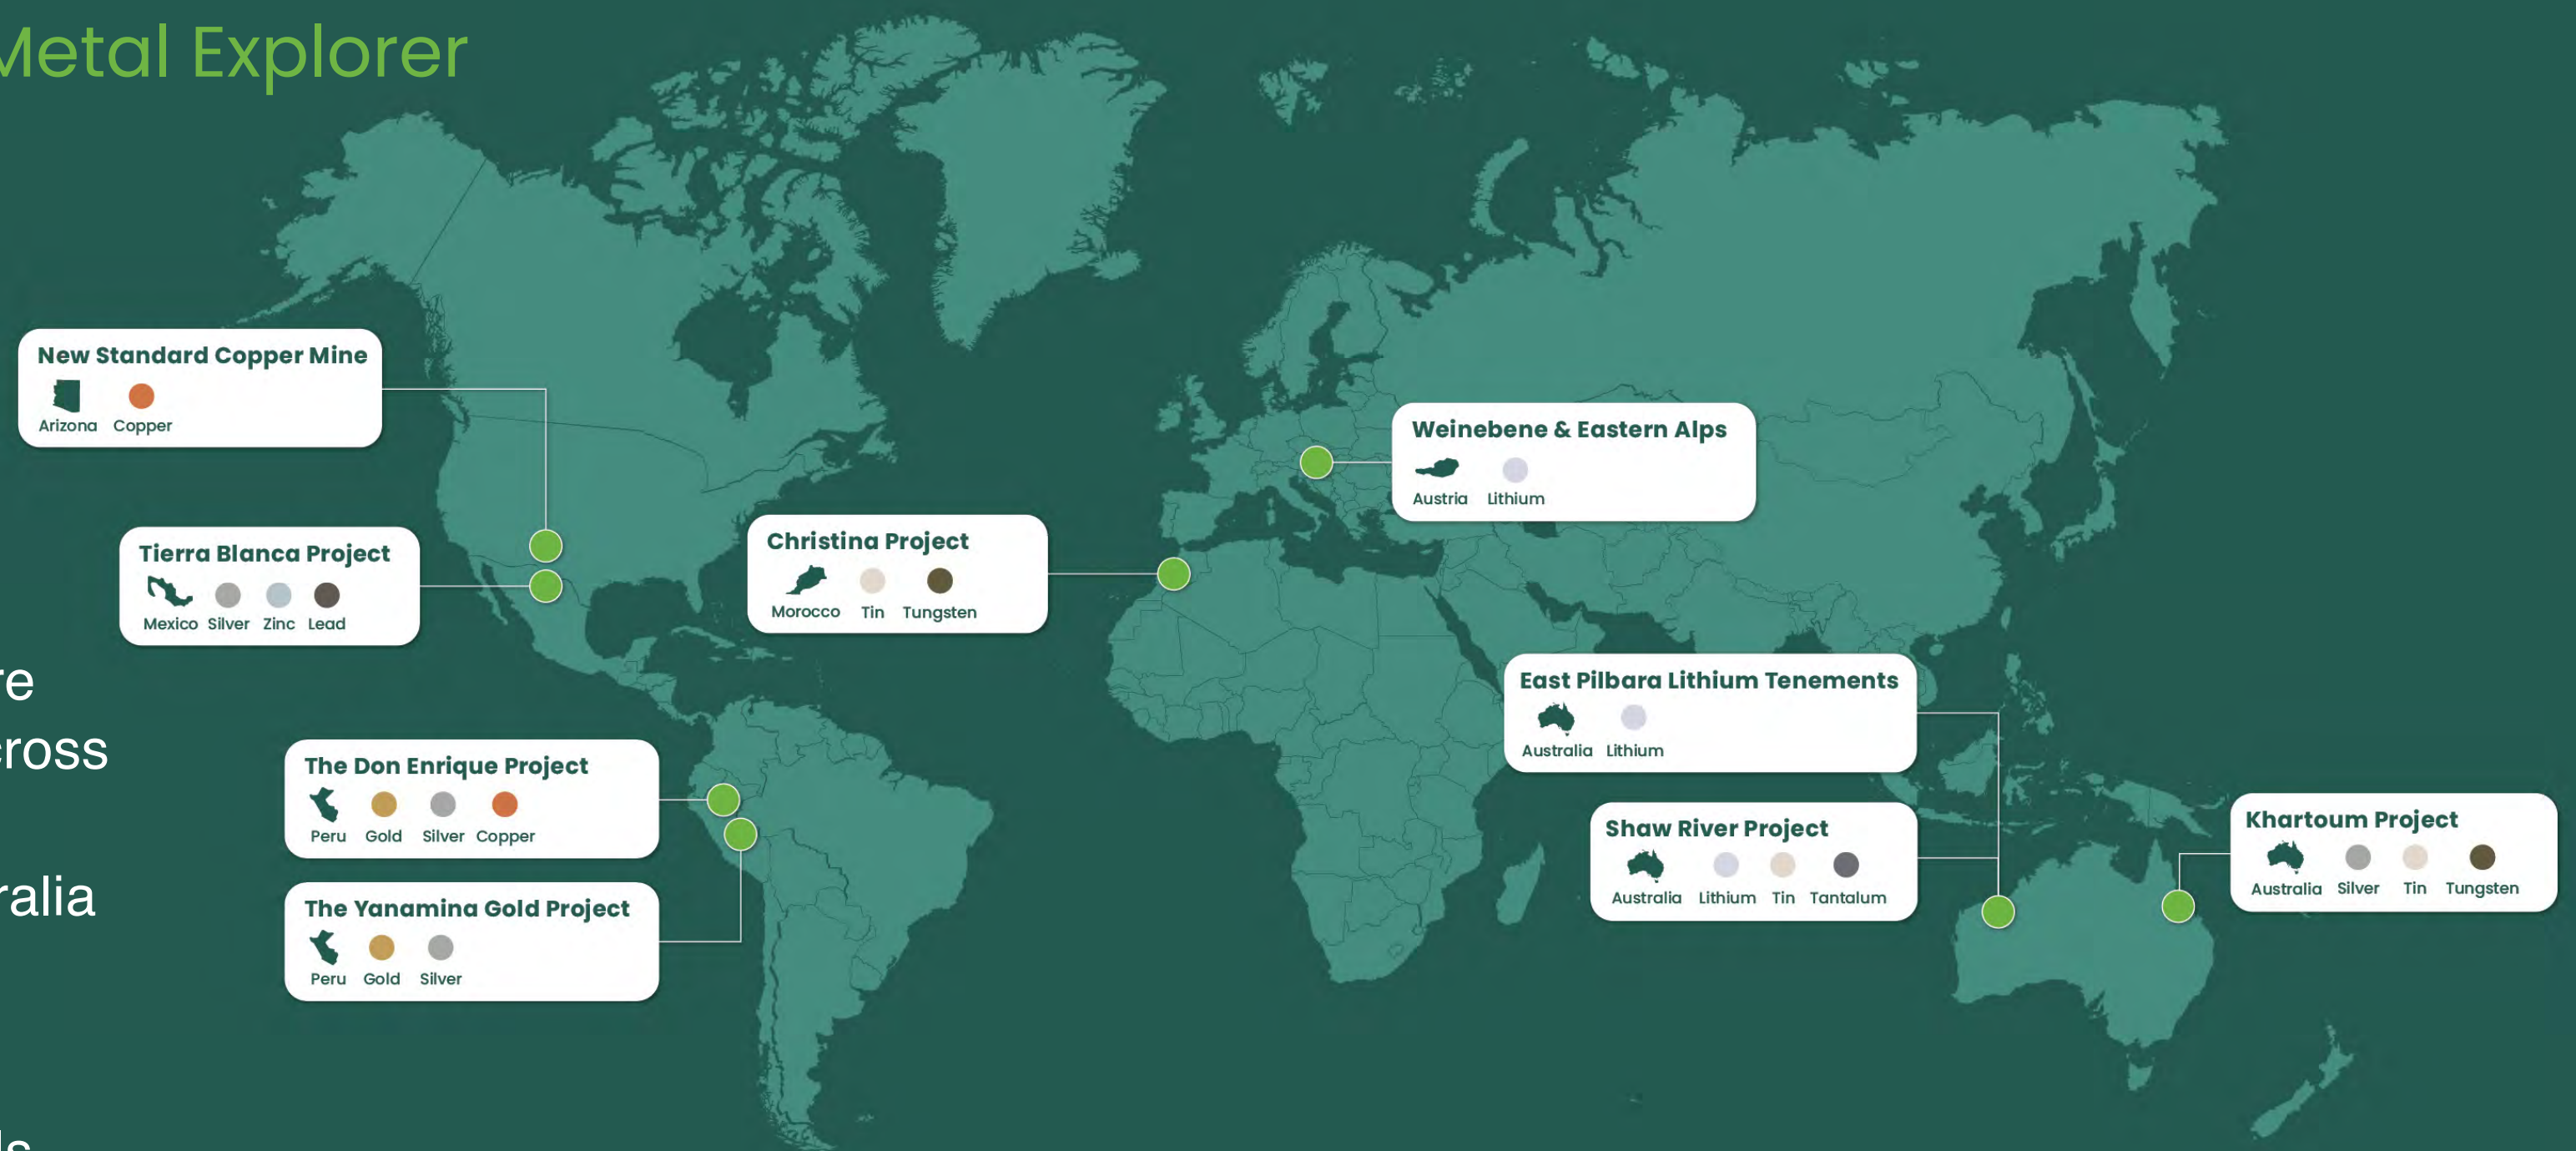 Metal Explorer
New Standard Copper Mine
Arizona Copper
Tierra Blanca Project
Mexico Silver Zinc Lead
Christina Project
Morocco Tin Tungsten
Weinebene & Eastern Alps
Austria Lithium
The Don Enrique Project
Peru Gold Silver Copper
The Yanamina Gold Project
Peru Gold Silver
East Pilbara Lithium Tenements
Australia Lithium
Shaw River Project
Australia Lithium Tin Tantalum
Khartoum Project
Australia Silver Tin Tungsten
re
cross
ralia